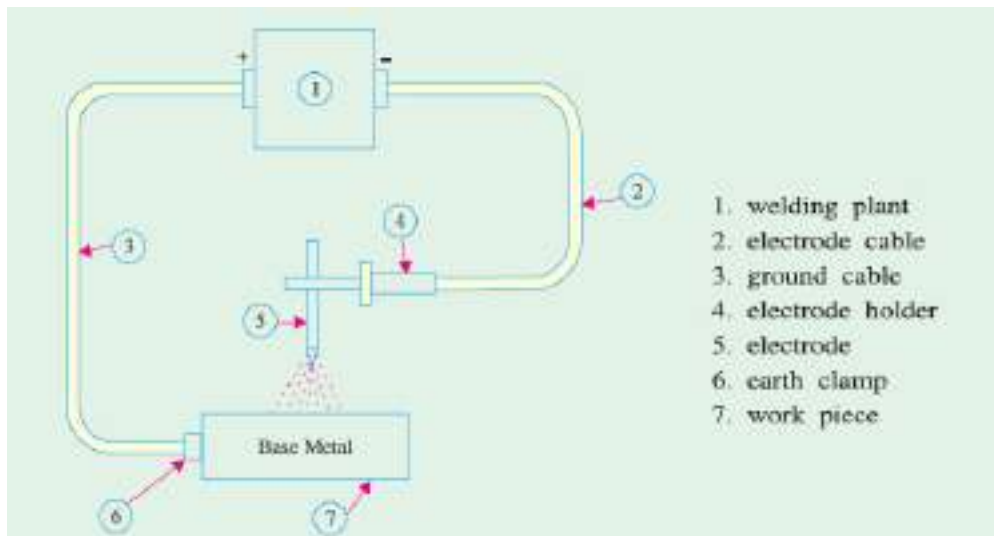 + -
1
2
4
3
5
Base Metal
6
7
1. welding plant
2. electrode cable
3. ground cable
4. electrode holder
5. electrode
6. earth clamp
7. work piece